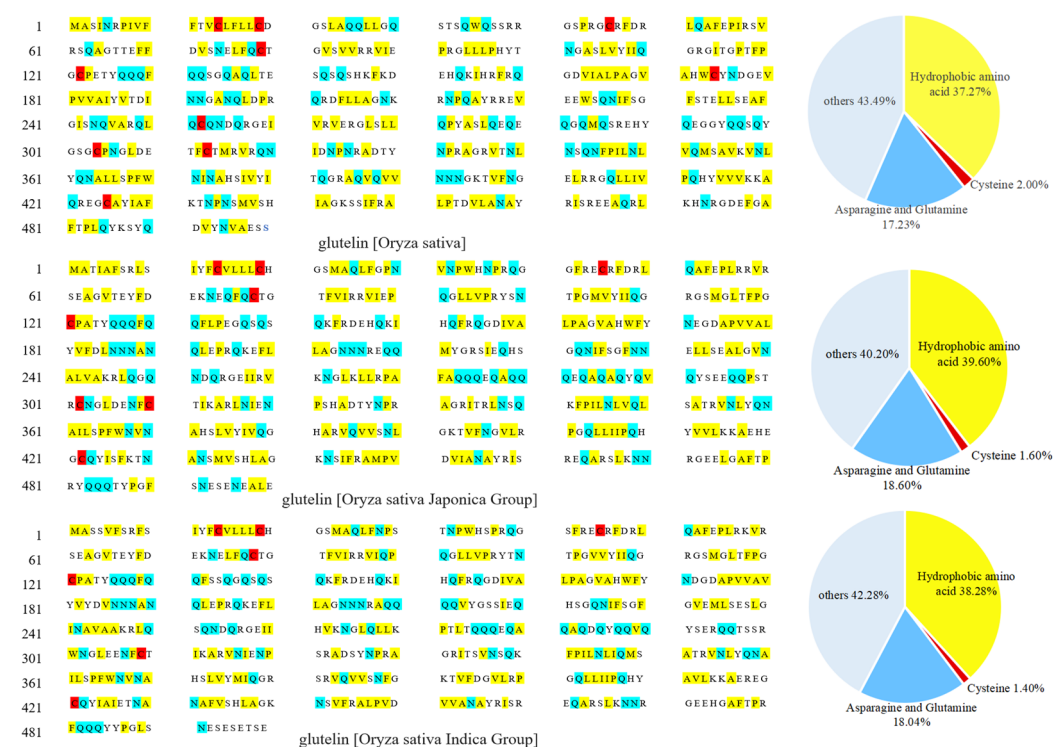 1 MASINRPIVF FTVCLFLLCD GSLAQQLLGQ STSQWQSSRR GSPRGCRFDR LQAFEPIRSV
61 RSQAGTTEFF DVSNELFQCT GVSVVRRVIE PRGLLLPHYT NGASLVYIIQ GRGITGPTFP
121 GCPETYQQQF QQSGQAQLTE SQSQSHKFKD EHQKIHRFRQ GDVIALPAGV AHWCYNDGEV
181 PVVAIYVTDI NNGANQLDPR QRDFLLAGNK RNPQAYRREV EEWSQNIFSG FSTELLSEAF
241 GISNQVARQL QCQNDQRGEI VRVERGLSLL QPYASLQEQE QGQMQSREHY QEGGYQQSQY
301 GSGCPNGLDE TFCTMRVRQN IDNPNRADTY NPRAGRVTNL NSQNFPILNL VQMSAVKVNL
361 YQNALLSPFW NINAHSIVYI TQGRAQVQVV NNNGKTVFNG ELRRGQLLIV PQHYVVVKKA
421 QREGCAYIAF KTNPNSMVSH IAGKSSIFRA LPTDVLANAY RISREEAQRL KHNRGDEFGA
481 FTPLQYKSYQ DVYNVAESS
glutelin [Oryza sativa]
others 43.49%
Hydrophobic amino
acid 37.27%
Cysteine 2.00%
Asparagine and Glutamine
17.23%
1 MATIAFSRLS IYFCVLLLCH GSMAQLFGPN VNPWHNPRQG GFRECRFDRL QAFEPLRRVR
61 SEAGVTEYFD EKNEQFQCTG TFVIRRVIEP QGLLVPRYSN TPGMVYIIQG RGSMGLTFPG
121 CPATYQQQFQ QFLPEGQSQS QKFRDEHQKI HQFRQGDIVA LPAGVAHWFY NEGDAPVVAL
181 YVFDLNNNAN QLEPRQKEFL LAGNNNREQQ MYGRSIEQHS GQNIFSGFNN ELLSEALGVN
241 ALVAKRLQGQ NDQRGEIIRV KNGLKLLRPA FAQQQEQAQQ QEQAQAQYQV QYSEEQQPST
301 RCNGLDENFC TIKARLNIEN PSHADTYNPR AGRITRLNSQ KFPILNLVQL SATRVNLYQN
361 AILSPFWNVN AHSLVYIVQG HARVQVVSNL GKTVFNGVLR PGQLLIIPQH YVVLKKAEHE
421 GCQYISFKTN ANSMVSHLAG KNSIFRAMPV DVIANAYRIS REQARSLKNN RGEELGAFTP
481 RYQQQTYPGF SNESENEALE
glutelin [Oryza sativa Japonica Group]
others 40.20%
Hydrophobic amino
acid 39.60%
Cysteine 1.60%
Asparagine and Glutamine
18.60%
1 MASSVFSRFS IYFCVLLLCH GSMAQLFNPS TNPWHSPRQG SFRECRFDRL QAFEPLRKVR
61 SEAGVTEYFD EKNELFQCTG TFVIRRVIQP QGLLVPRYTN TPGVVYIIQG RGSMGLTFPG
121 CPATYQQQFQ QFSSQGQSQS QKFRDEHQKI HQFRQGDIVA LPAGVAHWFY NDGDAPVVAV
181 YVYDVNNNAN QLEPRQKEFL LAGNNNRAQQ QQVYGSSIEQ HSGQNIFSGF GVEMLSESLG
241 INAVAAKRLQ SQNDQRGEII HVKNGLQLLK PTLTQQQEQA QAQDQYQQVQ YSERQQTSSR
301 WNGLEENFCT IKARVNIENP SRADSYNPRA GRITSVNSQK FPILNLIQMS ATRVNLYQNA
361 ILSPFWNVNA HSLVYMIQGR SRVQVVSNFG KTVFDGVLRP GQLLIIPQHY AVLKKAEREG
421 CQYIAIETNA NAFVSHLAGK NSVFRALPVD VVANAYRISR EQARSLKNNR GEEHGAFTPR
481 FQQQYYPGLS NESESETSE
glutelin [Oryza sativa Indica Group]
others 42.28%
Hydrophobic amino
acid 38.28%
Cysteine 1.40%
Asparagine and Glutamine
18.04%